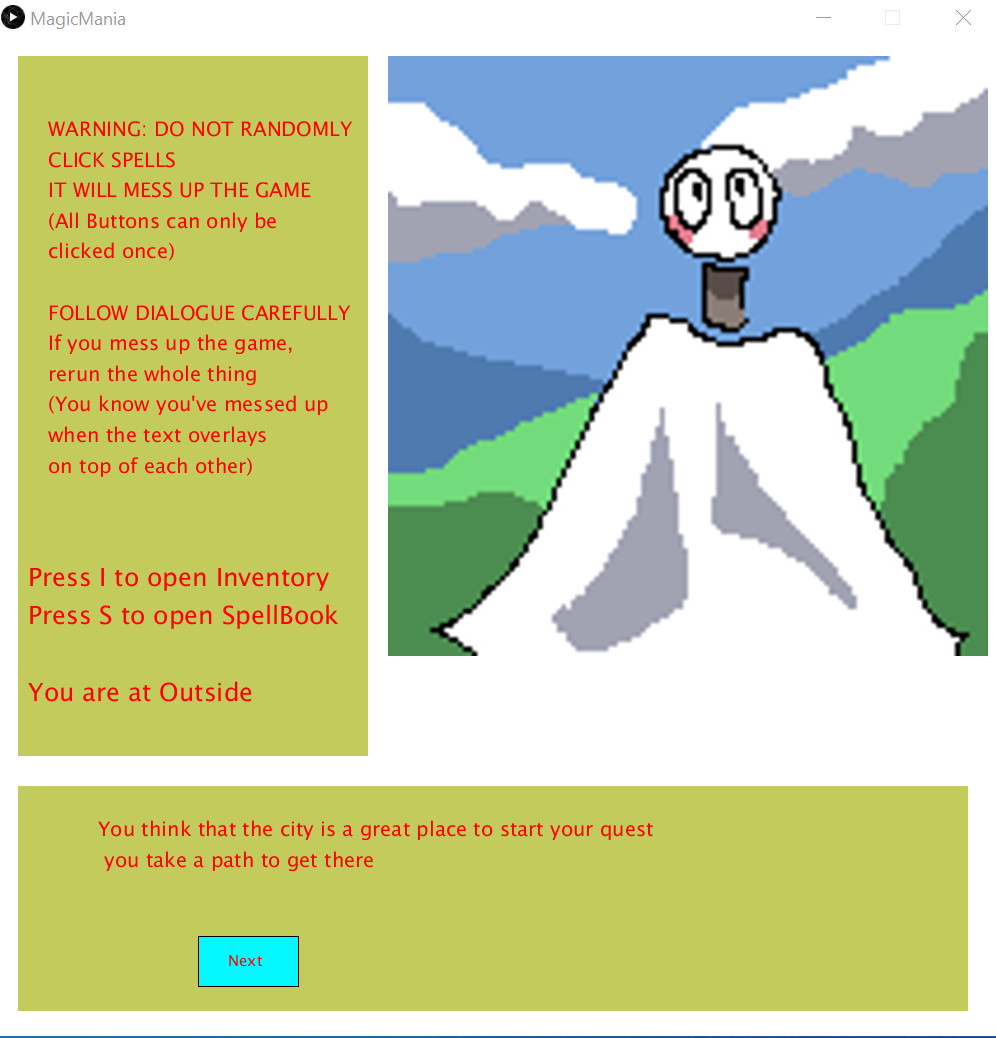 MagicMania
WARNING: DO NOT RANDOMLY
CLICK SPELLS
IT WILL MESS UP THE GAME
(All Buttons can only be
clicked once)
FOLLOW DIALOGUE CAREFULLY
If you mess up the game,
rerun the whole thing
(You know you've messed up
when the text overlays
on top of each other)
Press I to open Inventory
Press S to open SpellBook
You are at Outside
You think that the city is a great place to start your quest
you take a path to get there
Next